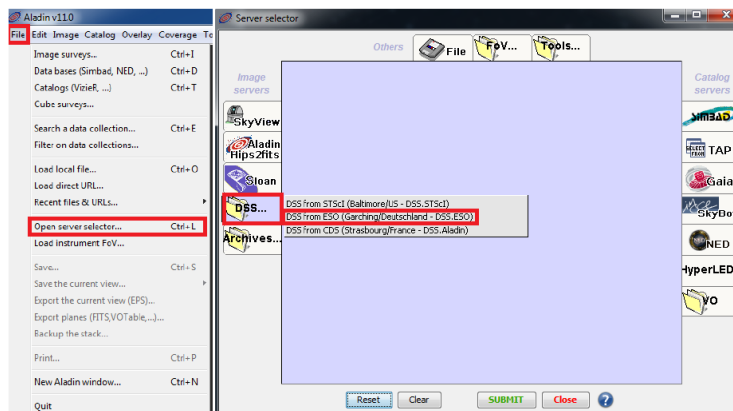 Aladin v11.0
File Edit Image Catalog Overlay Coverage To
Image surveys... Ctrl+I
Data bases (Simbad, NED, ...) Ctrl+D
Catalogs (VizieR, ...) Ctrl+T
Cube surveys...
Search a data collection... Ctrl+E
Filter on data collections...
Load local file... Ctrl+O
Load direct URL...
Recent files & URLs...
Open server selector... Ctrl+L
Load instrument FoV...
Save... Ctrl+S
Save the current view...
Export the current view (EPS)...
Export planes (FITS,VOTable,...)...
Backup the stack...
Print... Ctrl+P
New Aladin window... Ctrl+N
Quit
Server selector
Others File FoV... Tools...
Image servers
SkyView
Aladin Hips2fits
Sloan
DSS...
Archives...
DSS from STScI (Baltimore/US - DSS.STScI)
DSS from ESO (Garching/Deutschland - DSS.ESO)
DSS from CDS (Strasbourg/France - DSS.Aladin)
Catalog servers
SIMBAD
SELECT FROM TAP
Gaia
SkyBo
NED
HyperLED
VO
Reset Clear SUBMIT Close ?